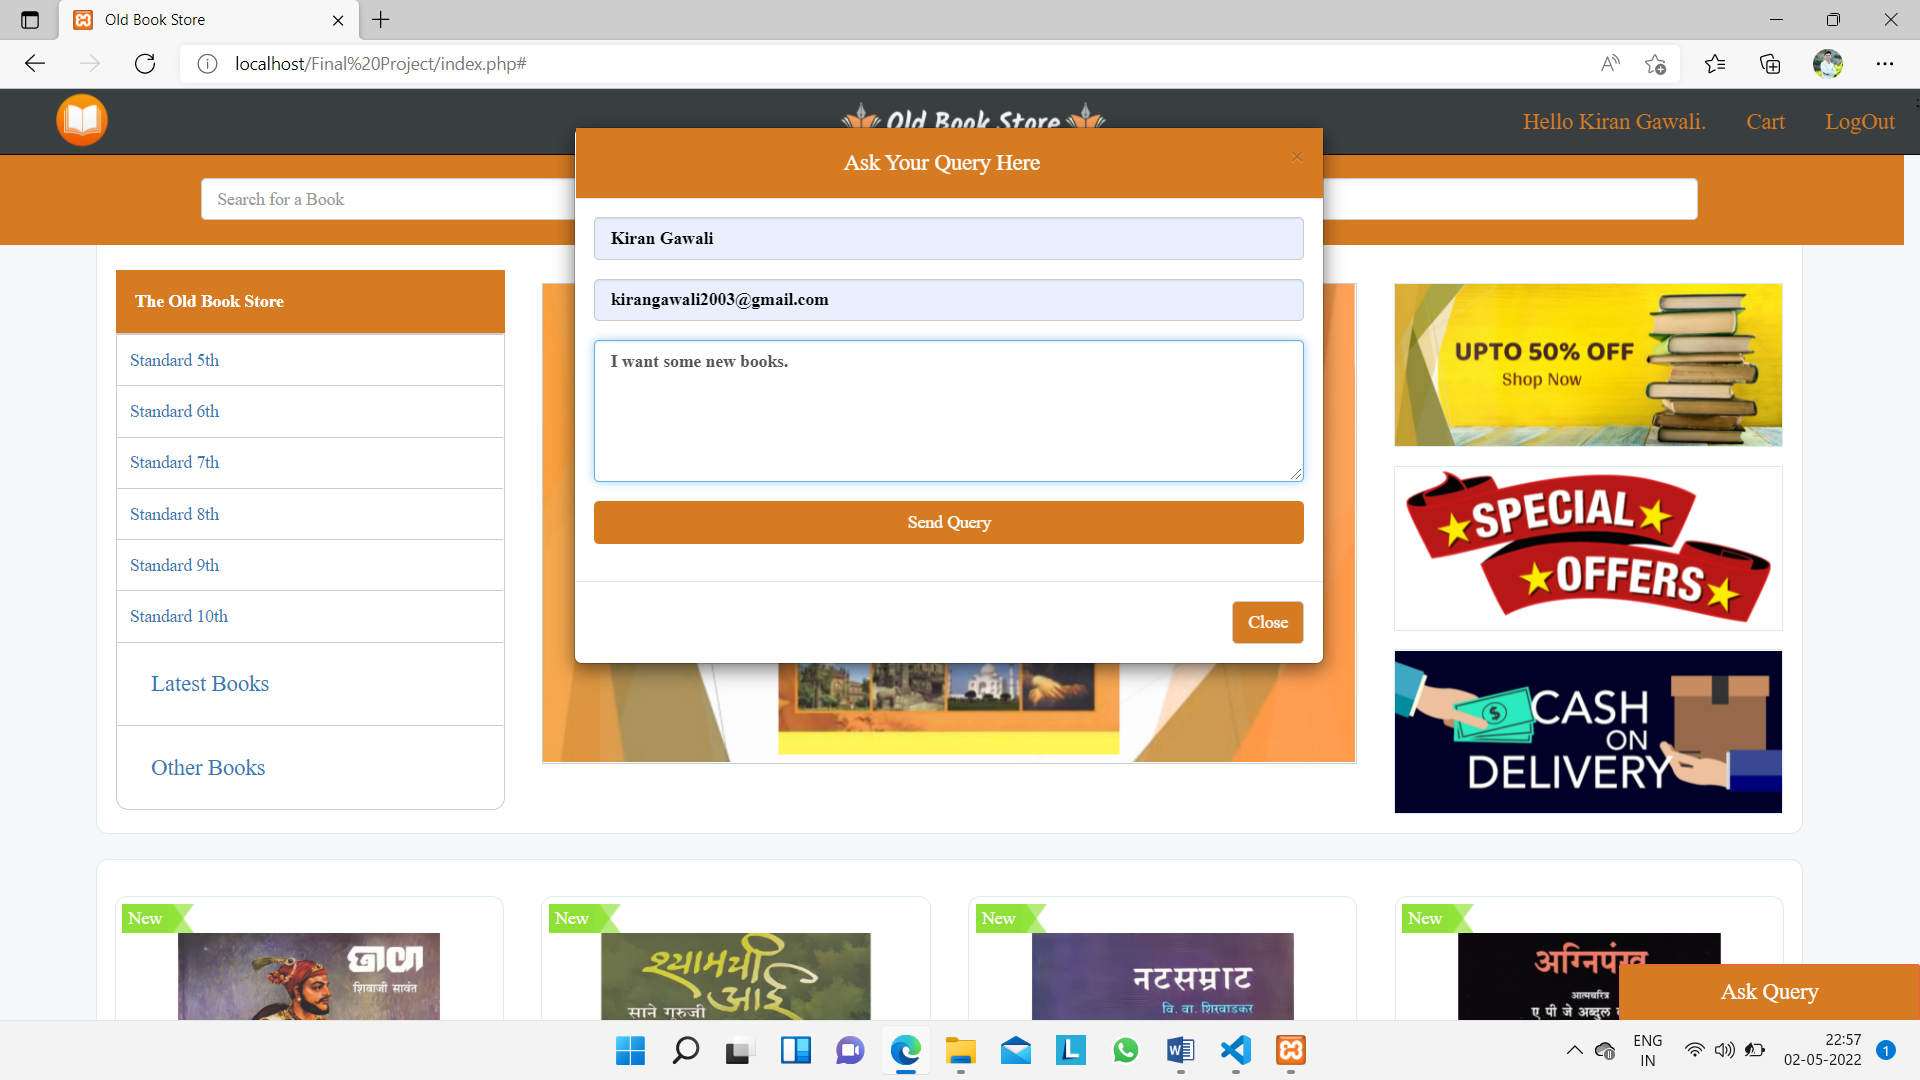 Old Book Store
localhost/Final%20Project/index.php#
Old Book Store
Hello Kiran Gawali.
Cart
LogOut
Ask Your Query Here
×
Search for a Book
Kiran Gawali
kirangawali2003@gmail.com
I want some new books.
Send Query
Close
The Old Book Store
Standard 5th
Standard 6th
Standard 7th
Standard 8th
Standard 9th
Standard 10th
Latest Books
Other Books
UPTO 50% OFF
Shop Now
SPECIAL
OFFERS
CASH
ON
DELIVERY
New
छावा
शिवाजी सावंत
New
श्यामची
आई
साने गुरुजी
New
नटसम्राट
वि. वा. शिरवाडकर
New
अग्निपंख
आत्मचरित्र
ए पी जे अब्दुल
Ask Query
ENG
IN
22:57
02-05-2022
1